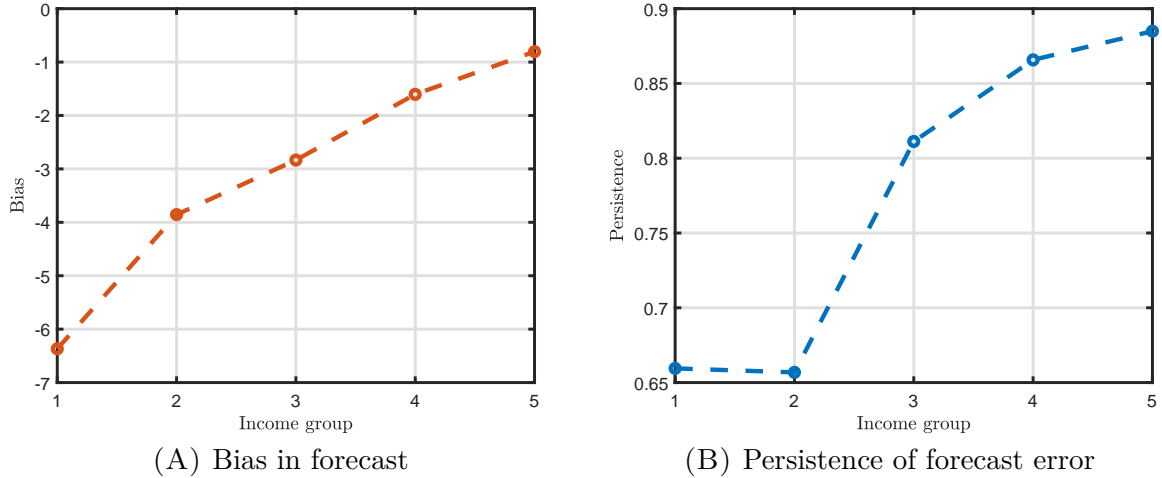 0
-1
-2
-3
-4
-5
-6
-7
Bias
1 2 3 4 5
Income group
(A) Bias in forecast
0.9
0.85
0.8
0.75
0.7
0.65
Persistence
1 2 3 4 5
Income group
(B) Persistence of forecast error